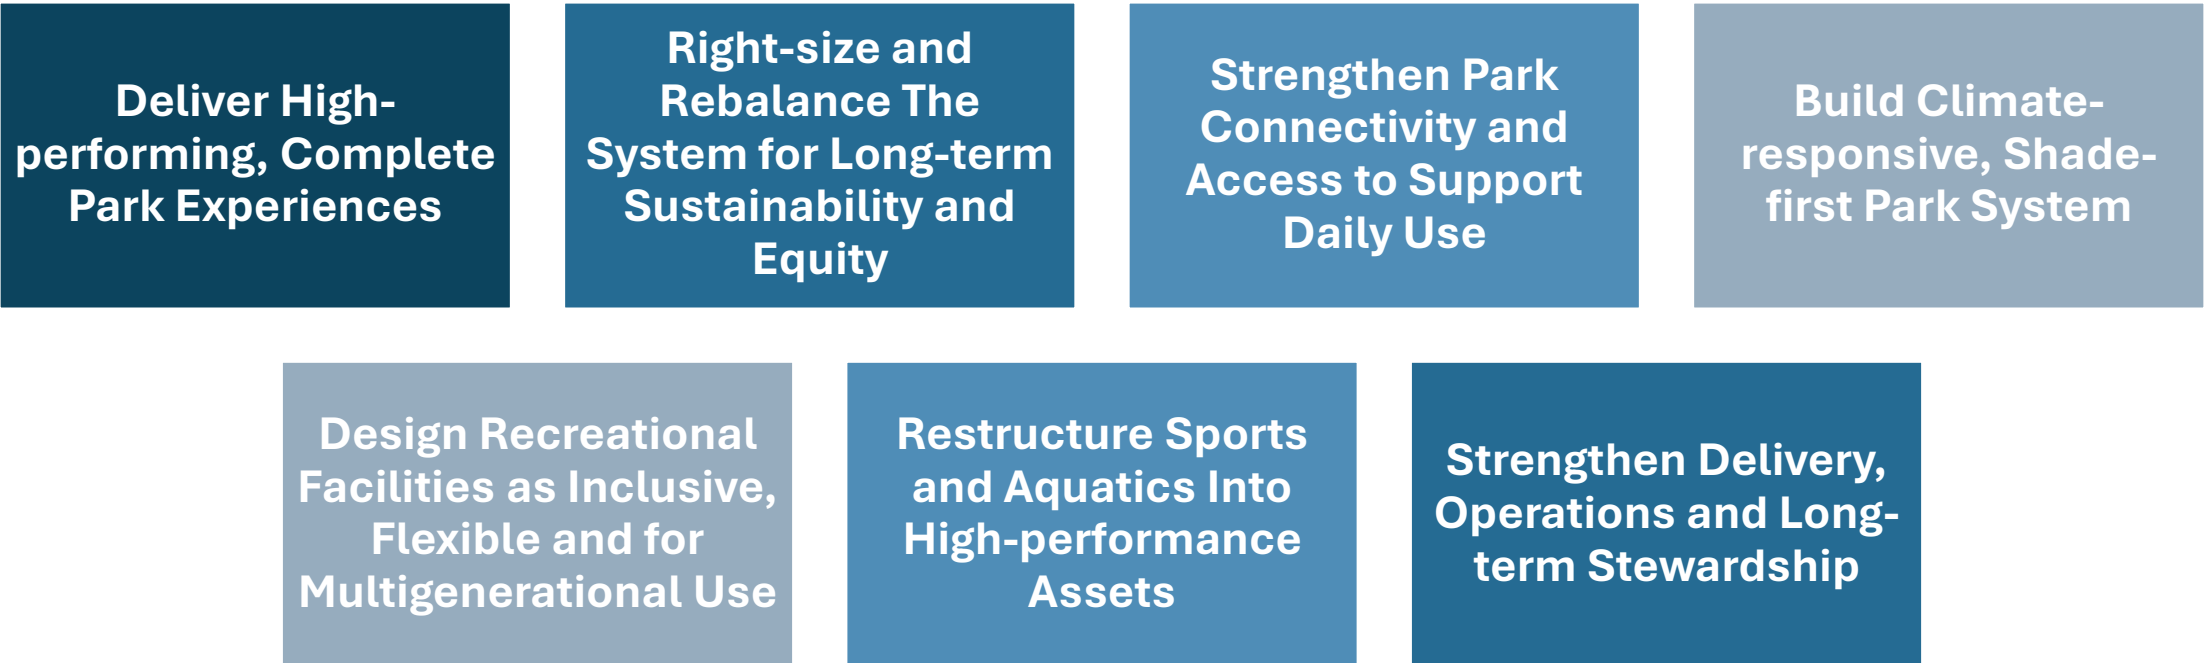 Deliver High-
performing, Complete
Park Experiences
Right-size and
Rebalance The
System for Long-term
Sustainability and
Equity
Strengthen Park
Connectivity and
Access to Support
Daily Use
Build Climate-
responsive, Shade-
first Park System
Design Recreational
Facilities as Inclusive,
Flexible and for
Multigenerational Use
Restructure Sports
and Aquatics Into
High-performance
Assets
Strengthen Delivery,
Operations and Long-
term Stewardship